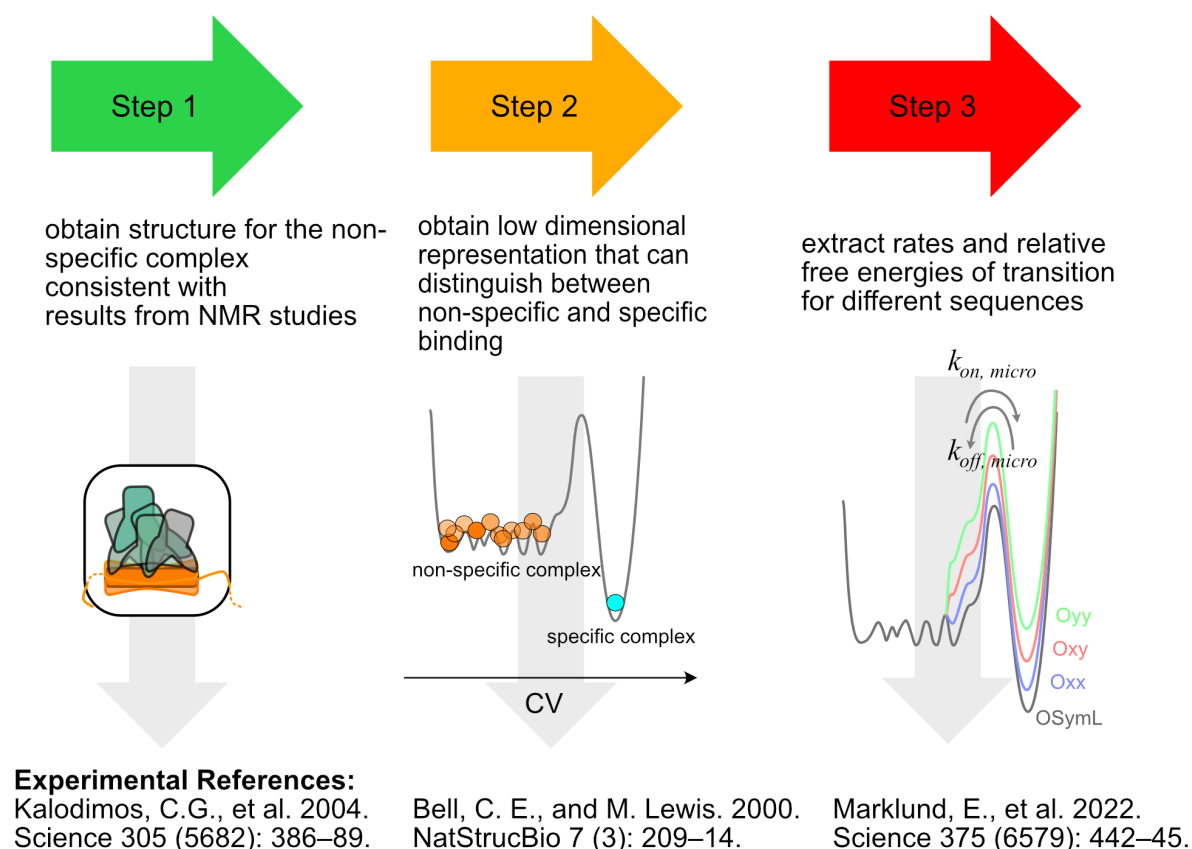 Step 1
Step 2
Step 3
obtain structure for the non-
specific complex
consistent with
results from NMR studies
obtain low dimensional
representation that can
distinguish between
non-specific and specific
binding
extract rates and relative
free energies of transition
for different sequences
non-specific complex
specific complex
CV
k on, micro
k off, micro
Oyy
Oxy
Oxx
OSymL
Experimental References:
Kalodimos, C.G., et al. 2004.
Science 305 (5682): 386–89.
Bell, C. E., and M. Lewis. 2000.
NatStrucBio 7 (3): 209–14.
Marklund, E., et al. 2022.
Science 375 (6579): 442–45.